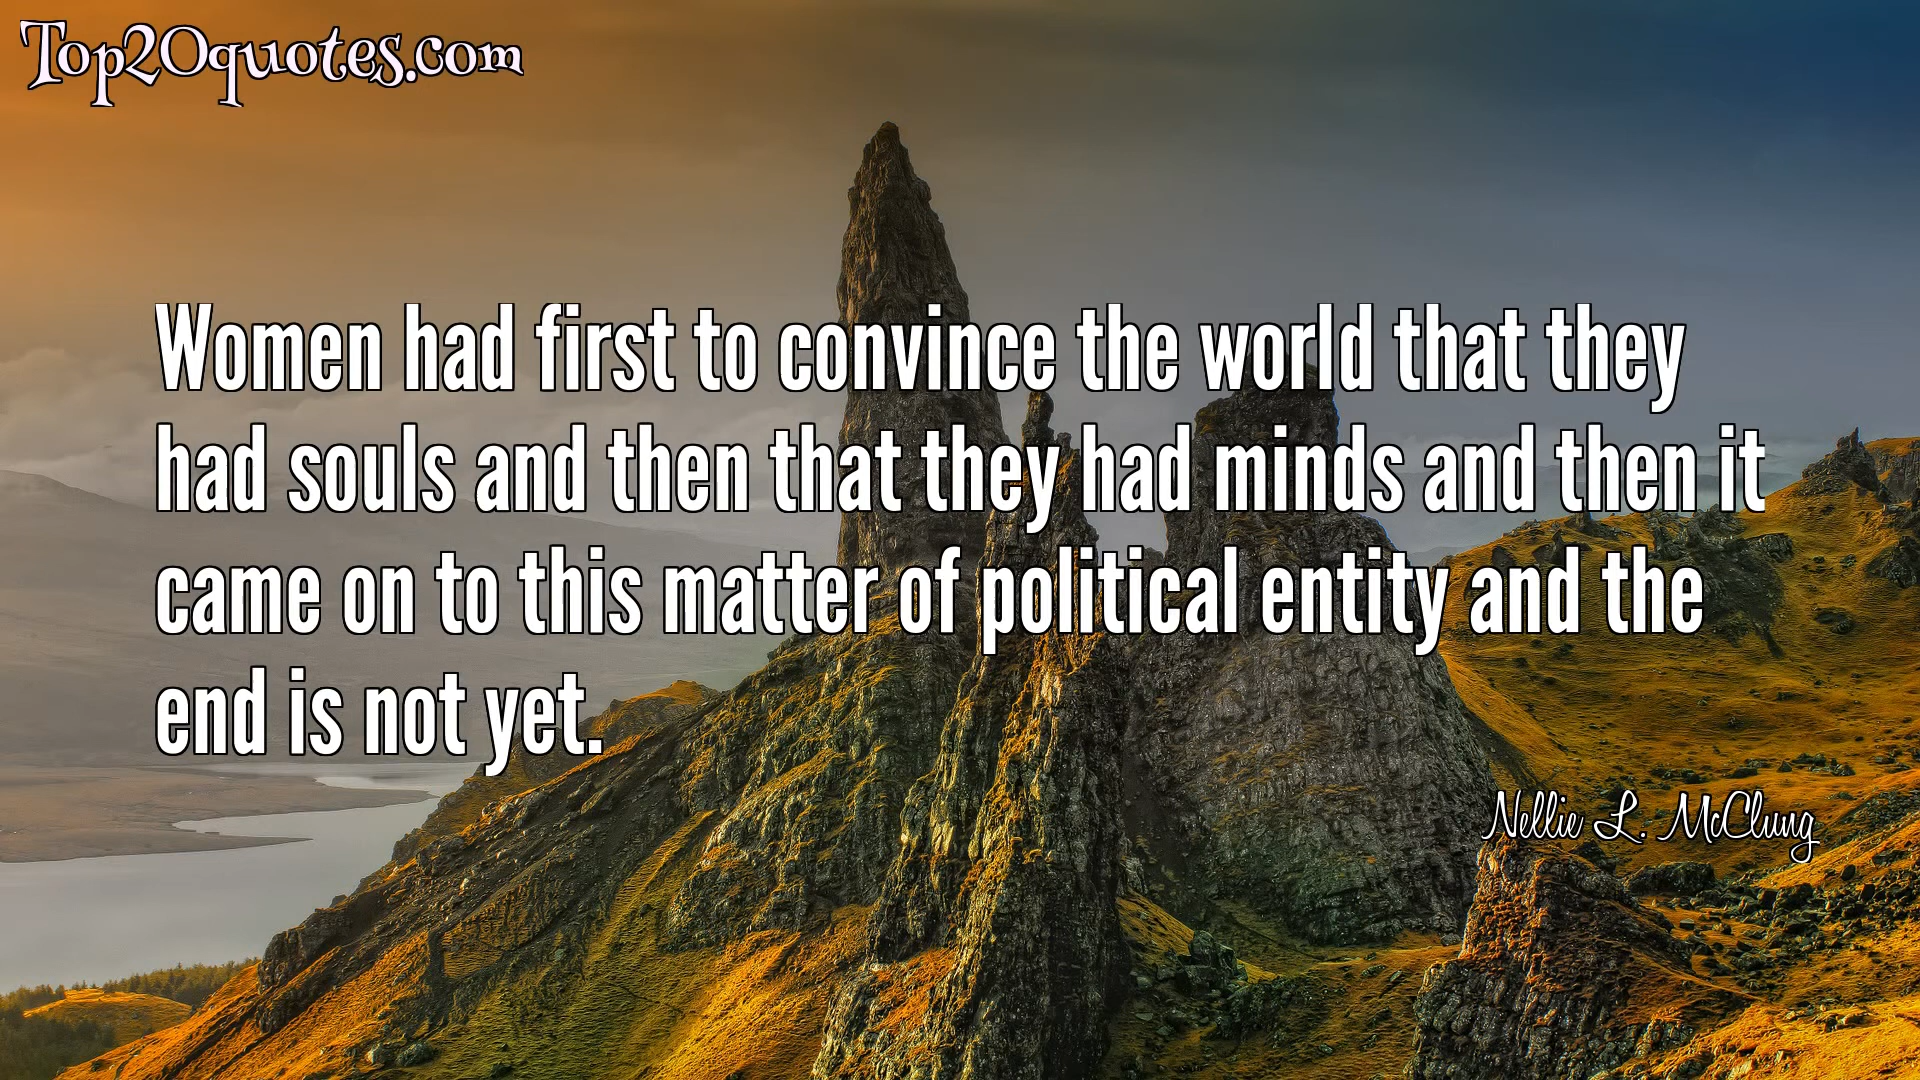 Top20quotes.com
Women had first to convince the world that they
had souls and then that they had minds and then it
came on to this matter of political entity and the
end is not yet.
Nellie L. McClung